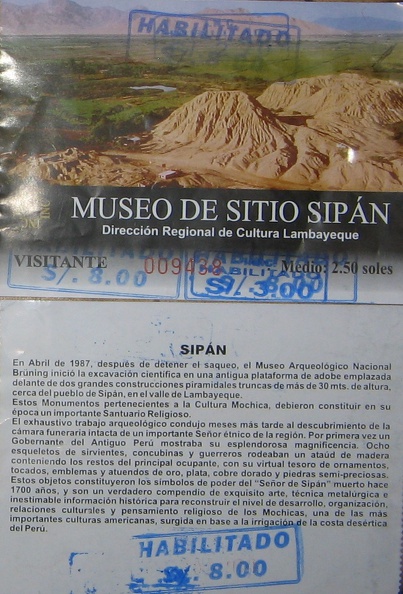 HABILITADO
S/. 8.00
MUSEO DE SITIO SIPÁN
Dirección Regional de Cultura Lambayeque
VISITANTE
Medio: 2.50 soles
S/. 8.00
HABILITADO
S/. 3.00
SIPÁN
En Abril de 1987, después de detener el saqueo, el Museo Arqueológico Nacional
Brüning inició la excavación científica en una antigua plataforma de adobe emplazada
delante de dos grandes construcciones piramidales truncas de más de 30 mts. de altura,
cerca del pueblo de Sipán, en el valle de Lambayeque.
Estos Monumentos pertenecientes a la Cultura Mochica, debieron constituir en su
época un importante Santuario Religioso.
El exhaustivo trabajo arqueológico condujo meses más tarde al descubrimiento de la
cámara funeraria intacta de un importante Señor étnico de la región. Por primera vez un
Gobernante del Antiguo Perú mostraba su esplendorosa magnificencia. Ocho
esqueletos de sirvientes, concubinas y guerreros rodeaban un ataúd de madera
conteniendo los restos del principal ocupante, con su virtual tesoro de ornamentos,
tocados, emblemas y atuendos de oro, plata, cobre dorado y piedras semi-preciosas.
Estos objetos constituyeron los símbolos de poder del "Señor de Sipán" muerto hace
1700 años, y son un verdadero compendio de exquisito arte, técnica metalúrgica e
inestimable información histórica para reconstruir el nivel de desarrollo, organización,
relaciones culturales y pensamiento religioso de los Mochicas, una de las más
importantes culturas americanas, surgida en base a la irrigación de la costa desértica
del Perú.
HABILITADO
S/. 8.00